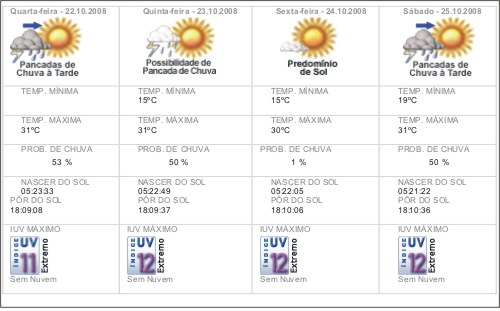 Quarta-feira - 22.10.2008
Pancadas de
Chuva à Tarde
TEMP. MÍNIMA
TEMP. MÁXIMA
31ºC
PROB. DE CHUVA
53 %
NASCER DO SOL
05:23:33
PÔR DO SOL
18:09:08
IUV MÁXIMO
ÍNDICE UV 11 Extremo
Sem Nuvem
Quinta-feira - 23.10.2008
Possibilidade de
Pancada de Chuva
TEMP. MÍNIMA
15ºC
TEMP. MÁXIMA
31ºC
PROB. DE CHUVA
50 %
NASCER DO SOL
05:22:49
PÔR DO SOL
18:09:37
IUV MÁXIMO
ÍNDICE UV 12 Extremo
Sem Nuvem
Sexta-feira - 24.10.2008
Predomínio
de Sol
TEMP. MÍNIMA
15ºC
TEMP. MÁXIMA
30ºC
PROB. DE CHUVA
1 %
NASCER DO SOL
05:22:05
PÔR DO SOL
18:10:06
IUV MÁXIMO
ÍNDICE UV 12 Extremo
Sem Nuvem
Sábado - 25.10.2008
Pancadas de
Chuva à Tarde
TEMP. MÍNIMA
19ºC
TEMP. MÁXIMA
31ºC
PROB. DE CHUVA
50 %
NASCER DO SOL
05:21:22
PÔR DO SOL
18:10:36
IUV MÁXIMO
ÍNDICE UV 12 Extremo
Sem Nuvem